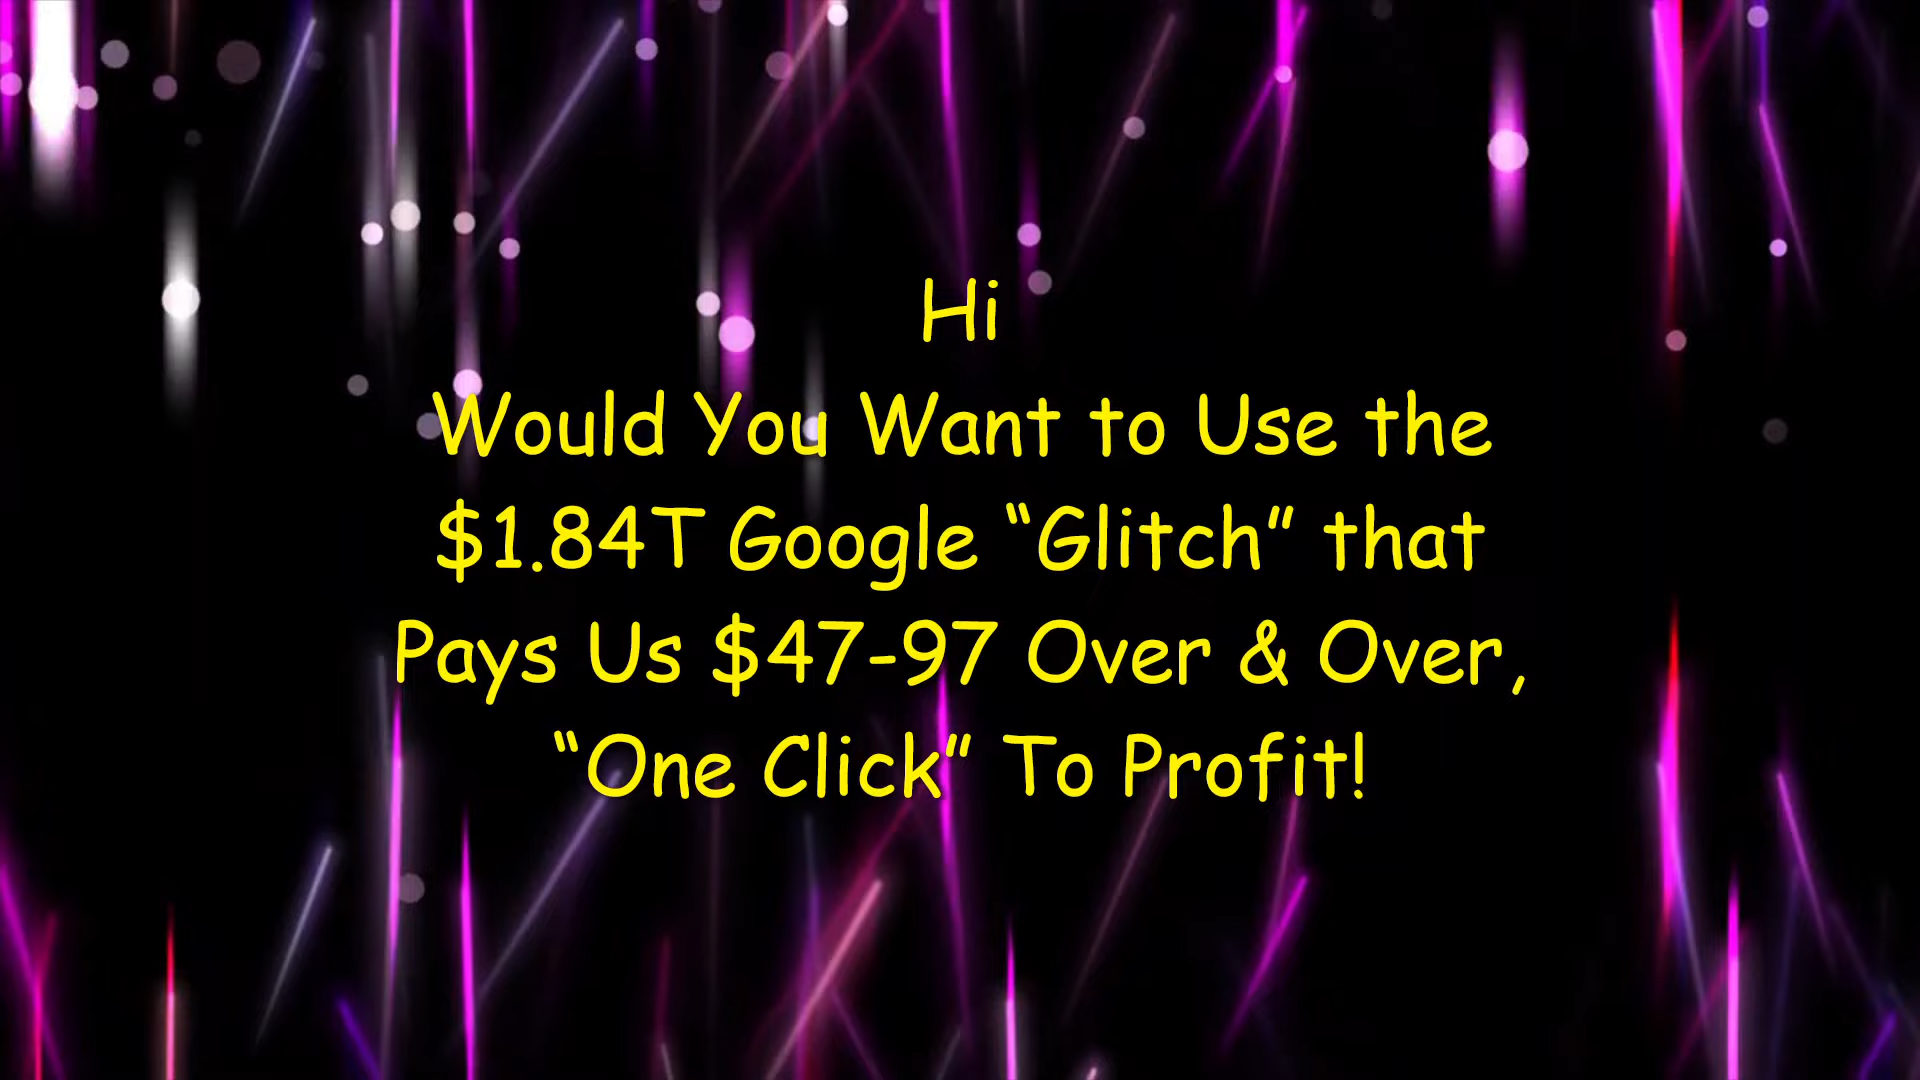 Hi
Would You Want to Use the
$1.84T Google “Glitch” that
Pays Us $47-97 Over & Over,
“One Click” To Profit!